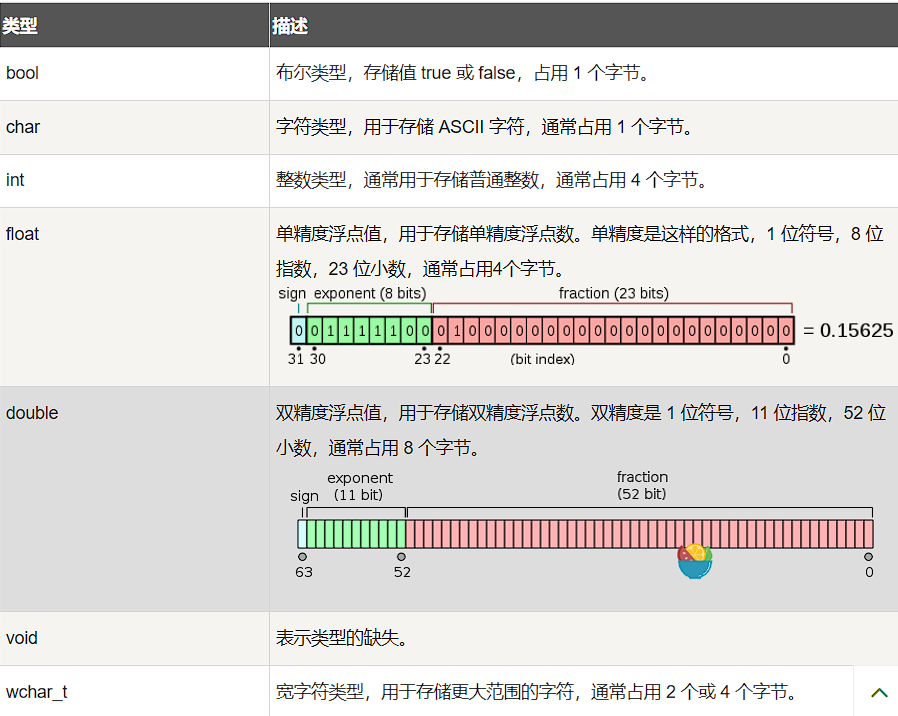 类型 描述
bool 布尔类型，存储值 true 或 false，占用 1 个字节。
char 字符类型，用于存储 ASCII 字符，通常占用 1 个字节。
int 整数类型，通常用于存储普通整数，通常占用 4 个字节。
float 单精度浮点值，用于存储单精度浮点数。单精度是这样的格式，1 位符号，8 位
指数，23 位小数，通常占用4个字节。
sign exponent (8 bits) fraction (23 bits)
0 0 1 1 1 1 1 0 0 0 1 0 0 0 0 0 0 0 0 0 0 0 0 0 0 0 0 0 0 0 0 0 = 0.15625
31 30 23 22 (bit index) 0
double 双精度浮点值，用于存储双精度浮点数。双精度是 1 位符号，11 位指数，52 位
小数，通常占用 8 个字节。
exponent fraction
sign (11 bit) (52 bit)
63 52 0
void 表示类型的缺失。
wchar_t 宽字符类型，用于存储更大范围的字符，通常占用 2 个或 4 个字节。